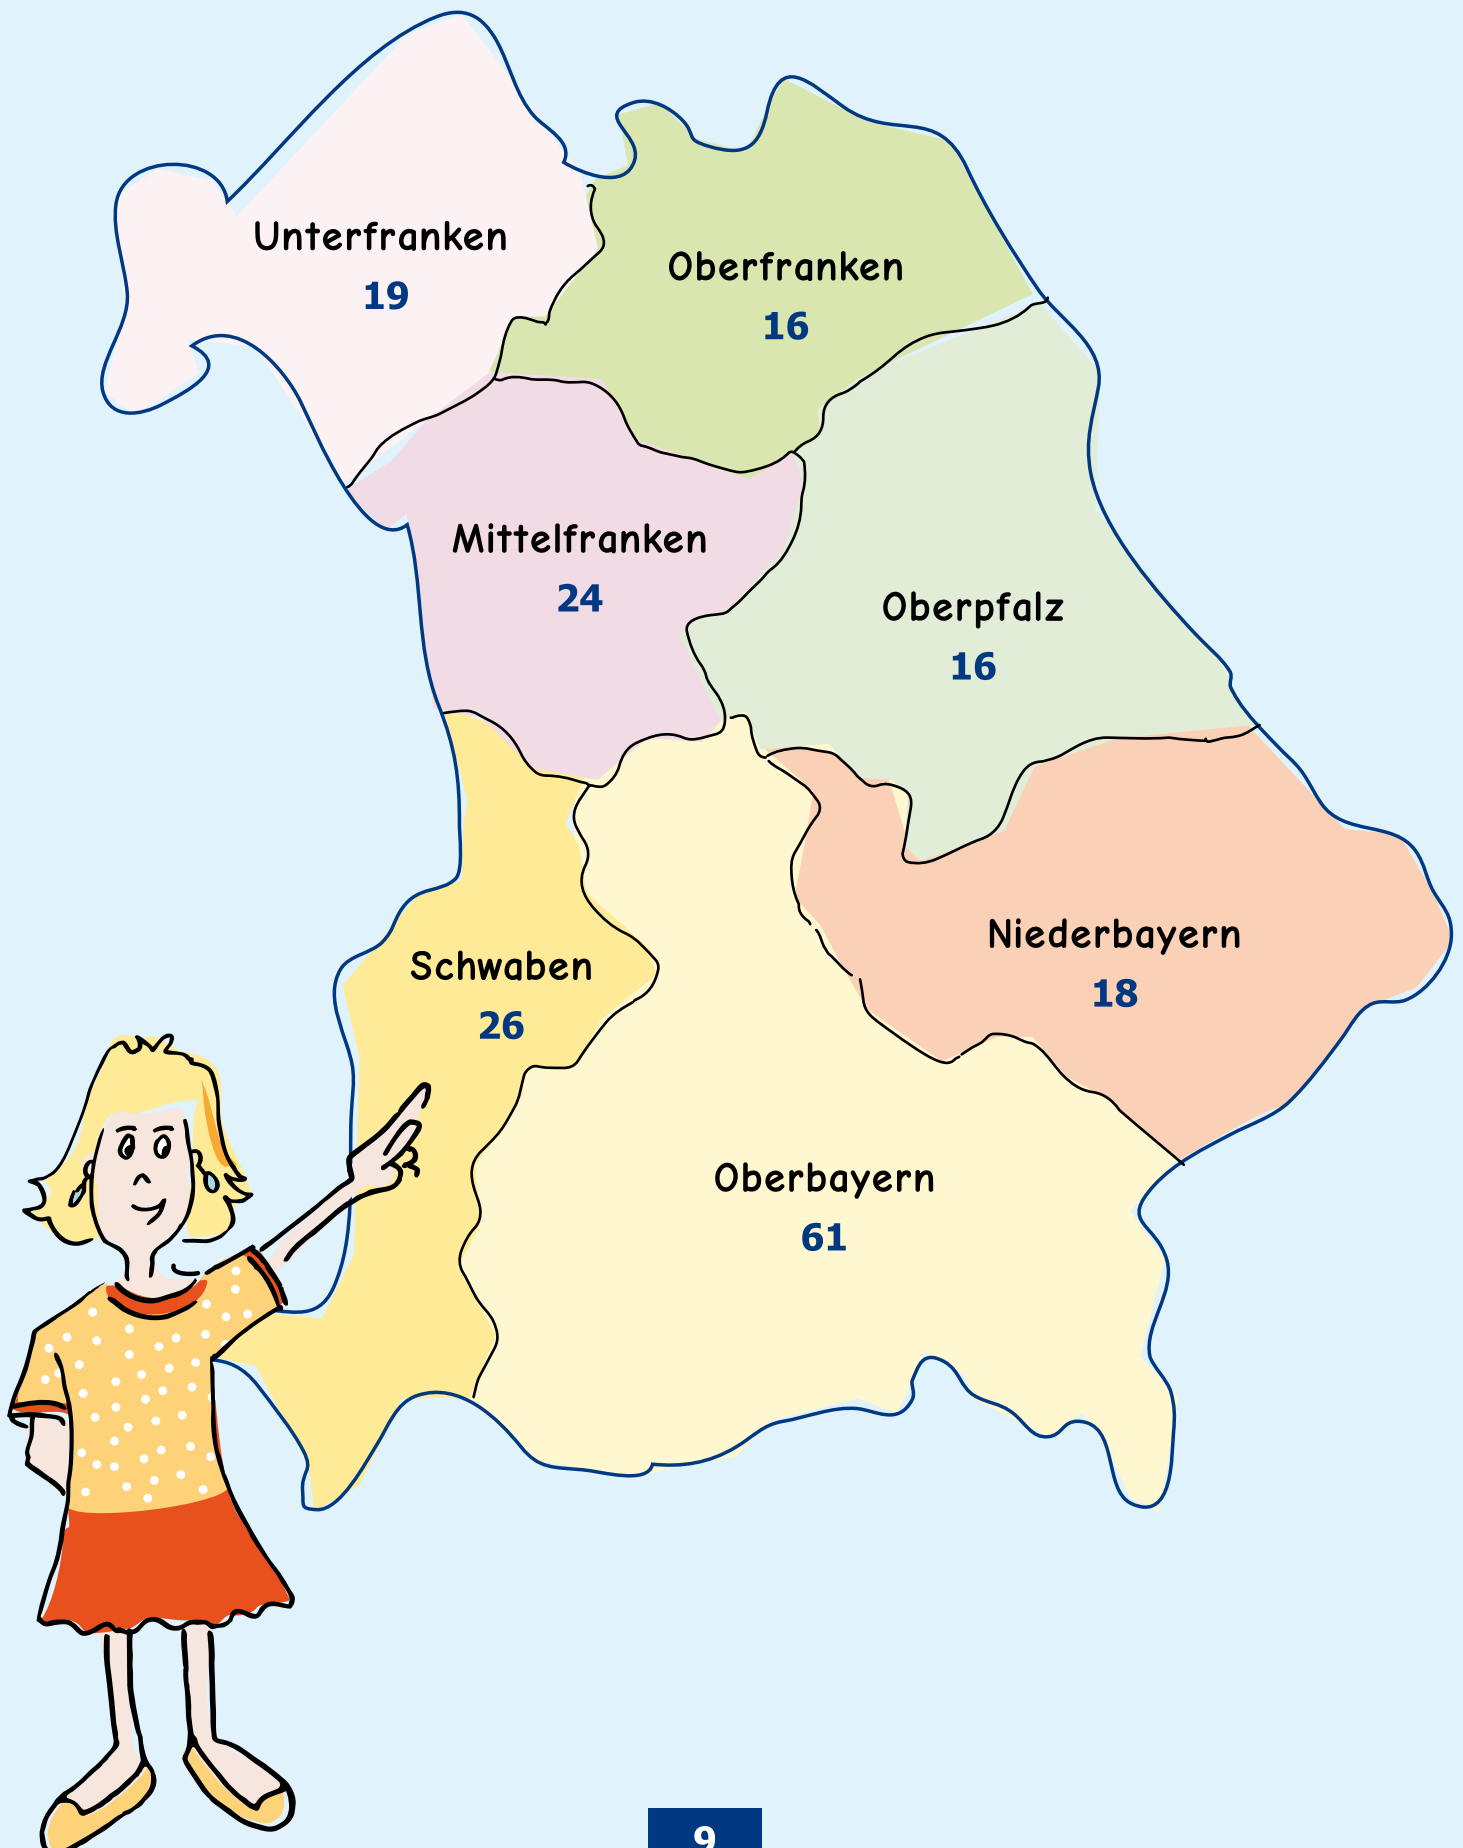 Unterfranken
19
Oberfranken
16
Mittelfranken
24
Oberpfalz
16
Niederbayern
18
Schwaben
26
Oberbayern
61
9